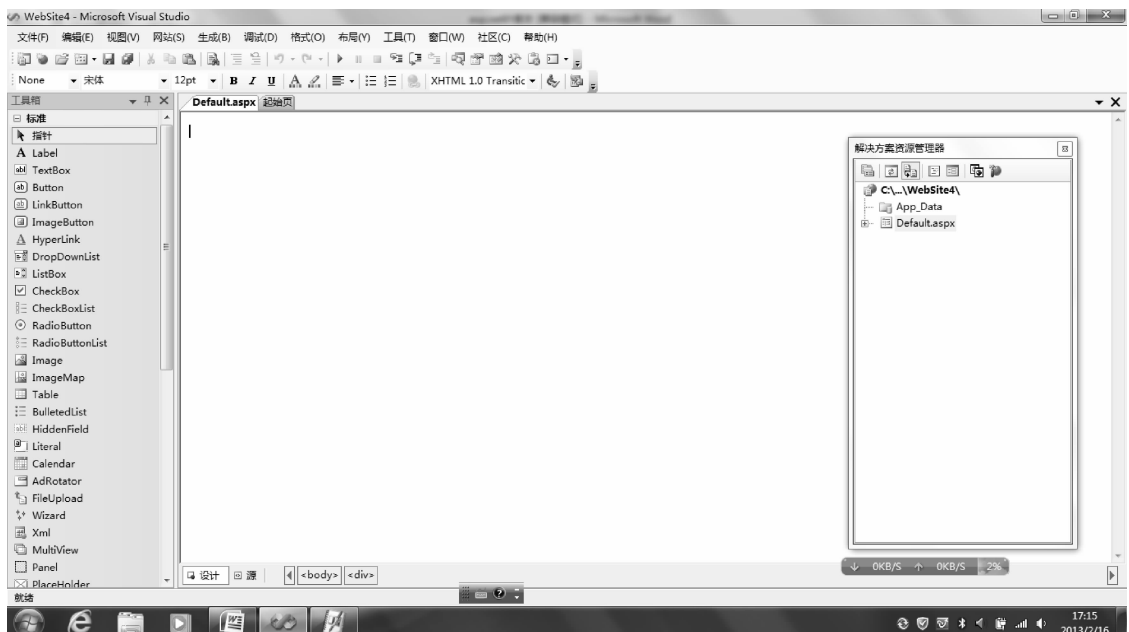 WebSite4 - Microsoft Visual Studio
文件(F) 编辑(E) 视图(V) 网站(S) 生成(B) 调试(D) 格式(O) 布局(Y) 工具(T) 窗口(W) 社区(C) 帮助(H)
None 宋体 12pt B I U A XHTML 1.0 Transitic
工具箱
Default.aspx 起始页
标准
指针
A Label
TextBox
Button
LinkButton
ImageButton
HyperLink
DropDownList
ListBox
CheckBox
CheckBoxList
RadioButton
RadioButtonList
Image
ImageMap
Table
BulletedList
HiddenField
Literal
Calendar
AdRotator
FileUpload
Wizard
Xml
MultiView
Panel
PlaceHolder
解决方案资源管理器
C:\...\WebSite4\
App_Data
Default.aspx
设计 源 <body> <div>
0KB/S 0KB/S 2%
就绪
17:15
2013/2/16